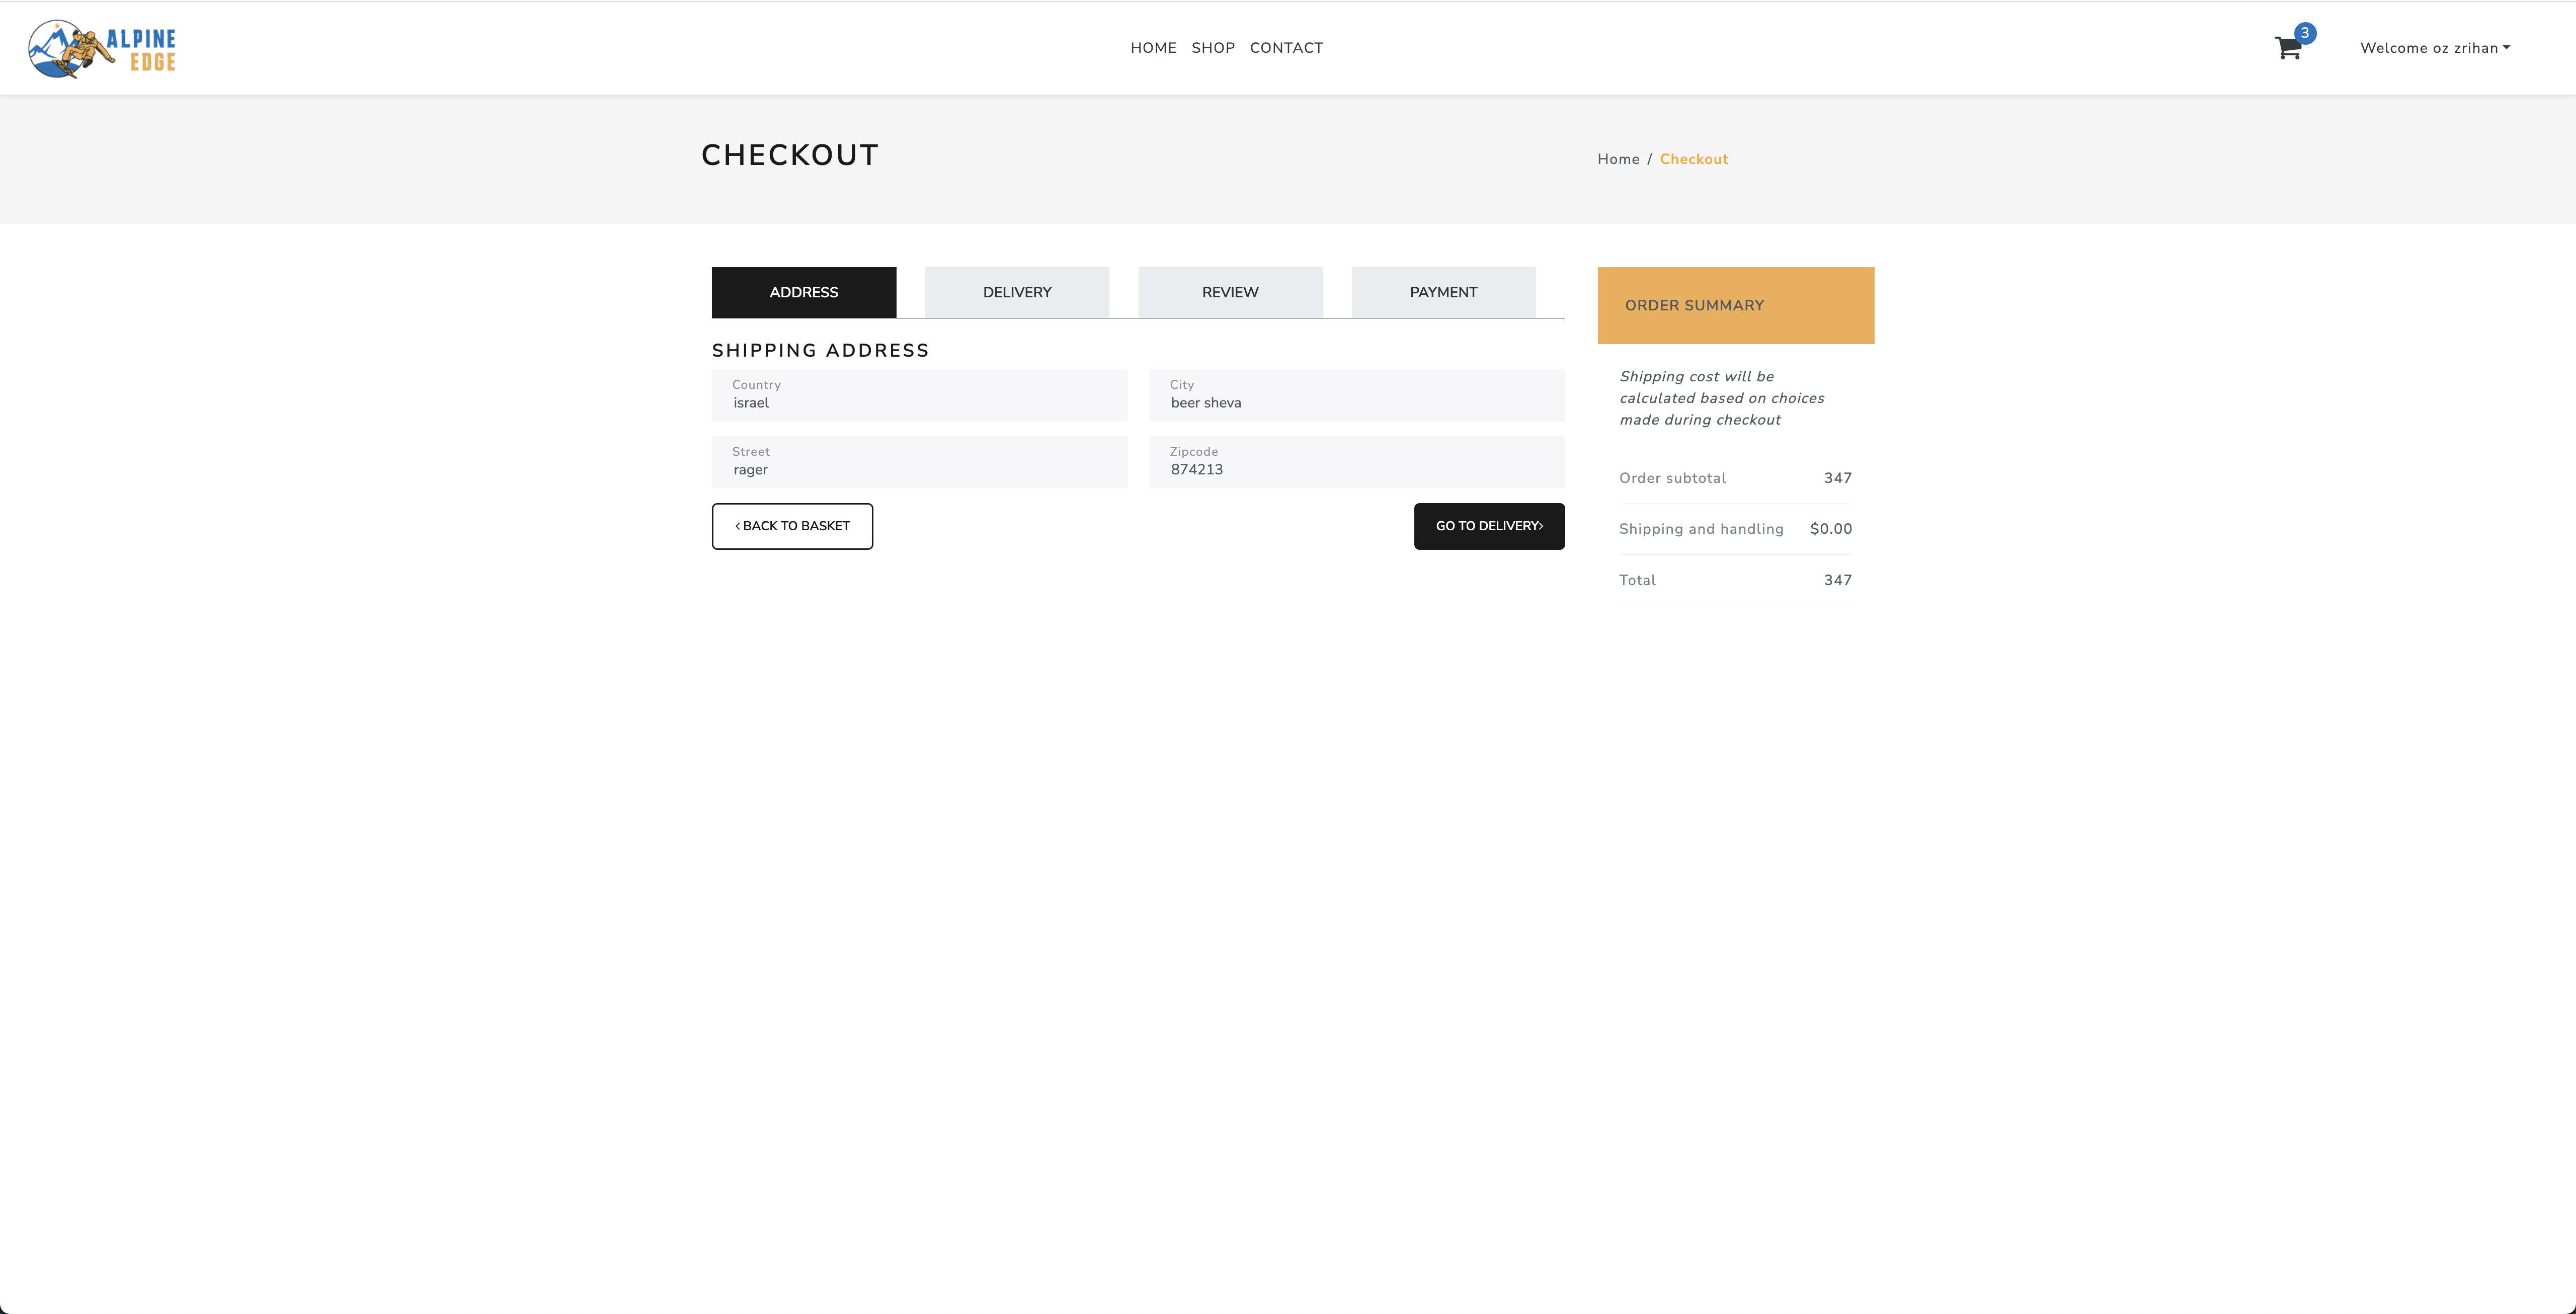 ALPINE
EDGE
HOME SHOP CONTACT
3
Welcome oz zrihan
CHECKOUT
Home / Checkout
ADDRESS DELIVERY REVIEW PAYMENT
SHIPPING ADDRESS
Country
israel
City
beer sheva
Street
rager
Zipcode
874213
‹ BACK TO BASKET
GO TO DELIVERY›
ORDER SUMMARY
Shipping cost will be
calculated based on choices
made during checkout
Order subtotal 347
Shipping and handling $0.00
Total 347